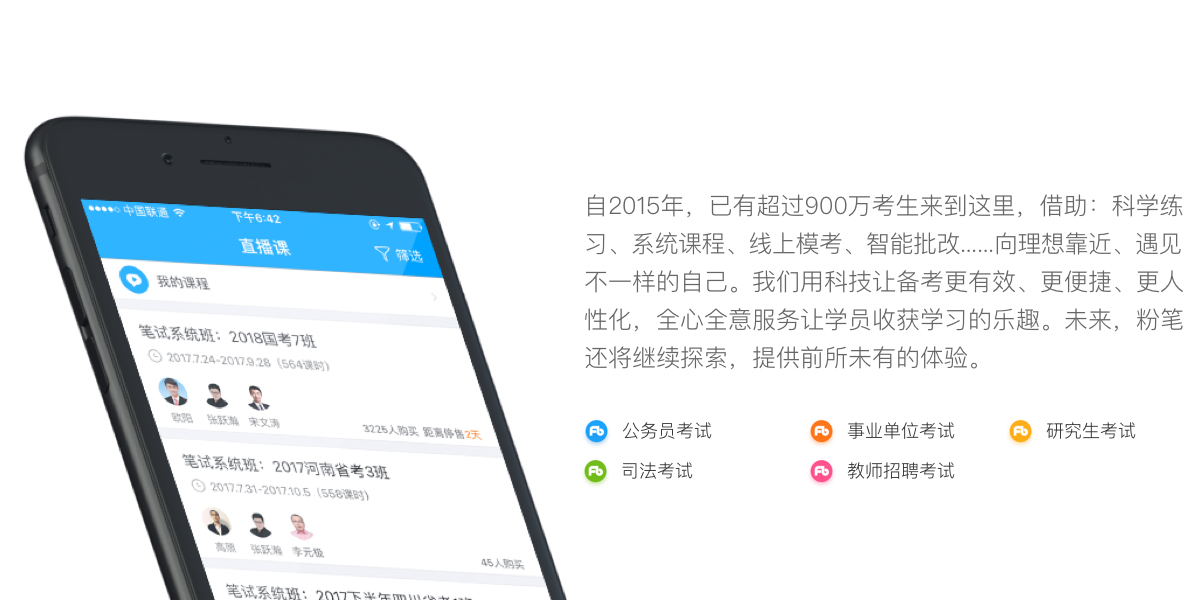 中国联通
下午6:42
直播课
筛选
我的课程
笔试系统班：2018国考7班
2017.7.24-2017.9.28（564课时）
欧阳 张跃瀚 宋文涛
3225人购买 距离停售2天
笔试系统班：2017河南省考3班
2017.7.31-2017.10.5（558课时）
高照 张跃瀚 李元极
45人购买
笔试系统班：2017下半年四川省考1班
自2015年，已有超过900万考生来到这里，借助：科学练
习、系统课程、线上模考、智能批改......向理想靠近、遇见
不一样的自己。我们用科技让备考更有效、更便捷、更人
性化，全心全意服务让学员收获学习的乐趣。未来，粉笔
还将继续探索，提供前所未有的体验。
Fb 公务员考试
Fb 事业单位考试
Fb 研究生考试
Fb 司法考试
Fb 教师招聘考试